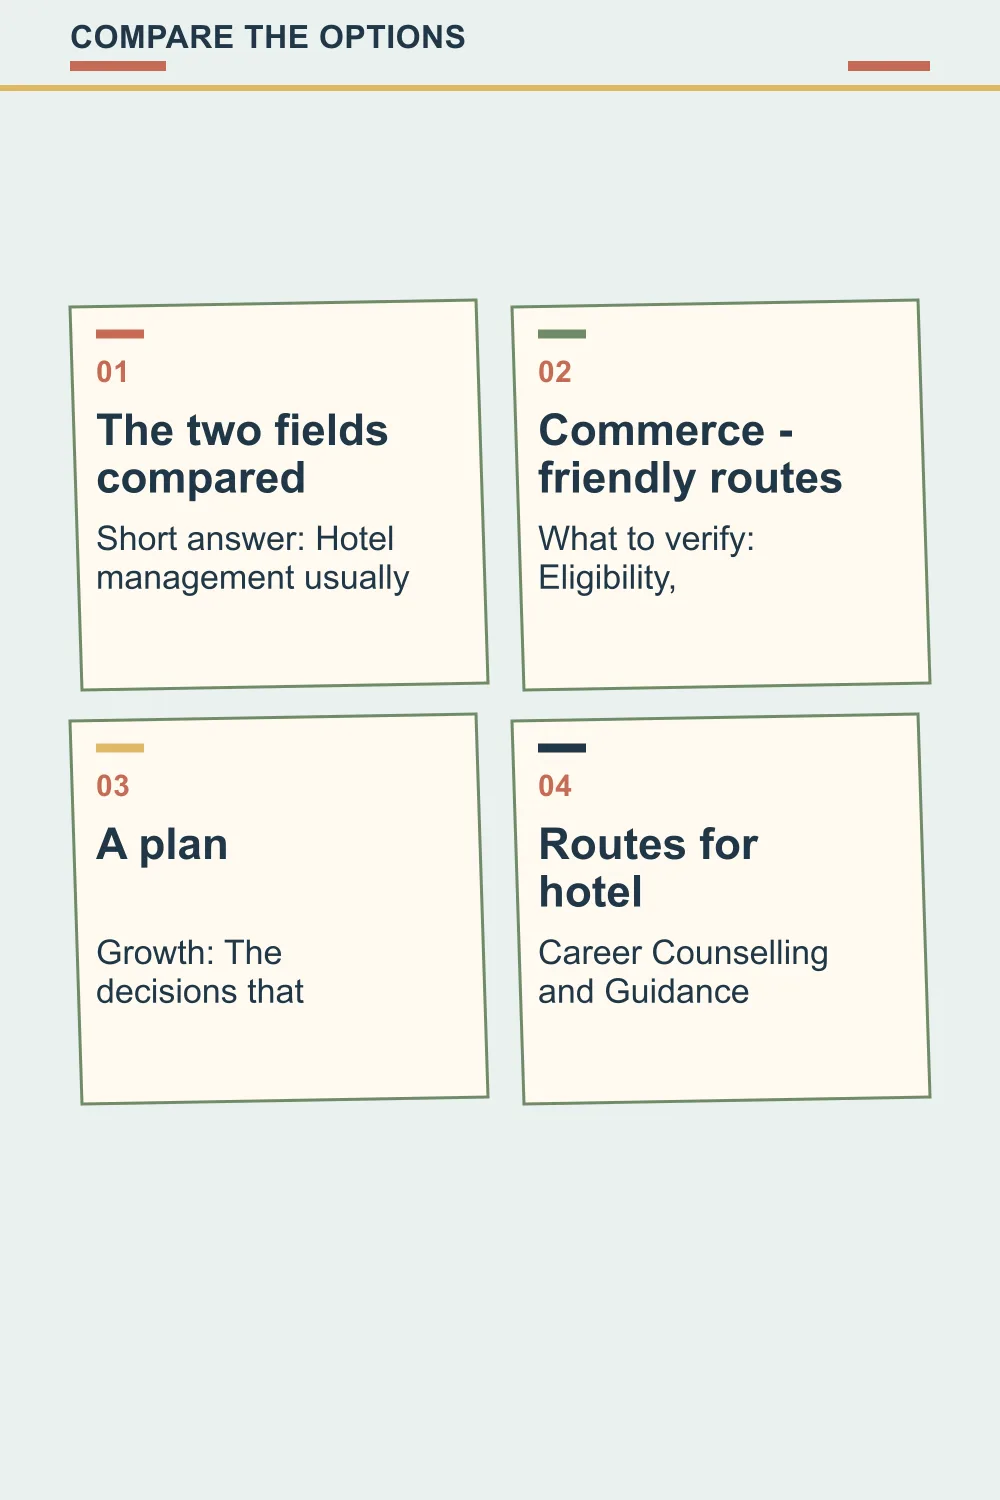 COMPARE THE OPTIONS
01
The two fields
compared
Short answer: Hotel
management usually
02
Commerce -
friendly routes
What to verify:
Eligibility,
03
A plan
Growth: The
decisions that
04
Routes for
hotel
Career Counselling
and Guidance